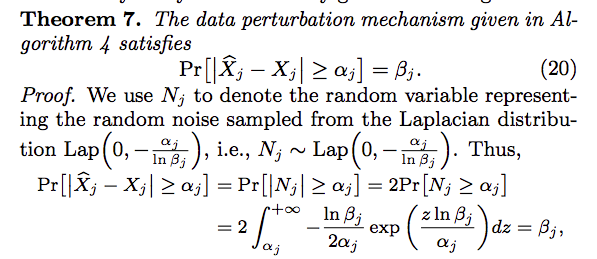 Theorem 7. The data perturbation mechanism given in Al-
gorithm 4 satisfies
Pr[|X̂ⱼ − Xⱼ| ≥ αⱼ] = βⱼ. (20)
Proof. We use Nⱼ to denote the random variable represent-
ing the random noise sampled from the Laplacian distribu-
tion Lap(0, −αⱼ/ln βⱼ), i.e., Nⱼ ∼ Lap(0, −αⱼ/ln βⱼ). Thus,
Pr[|X̂ⱼ − Xⱼ| ≥ αⱼ] = Pr[|Nⱼ| ≥ αⱼ] = 2Pr[Nⱼ ≥ αⱼ]
= 2 ∫_{αⱼ}^{+∞} −(ln βⱼ/2αⱼ) exp(z ln βⱼ/αⱼ) dz = βⱼ,